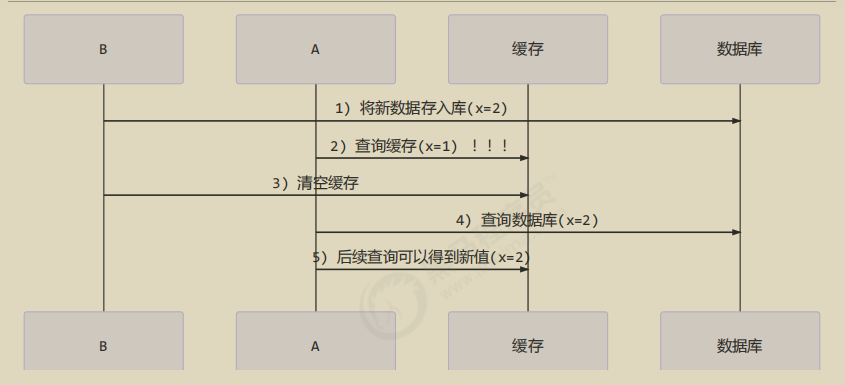 B
A
缓存
数据库
1) 将新数据存入库(x=2)
2) 查询缓存(x=1) ！！！
3) 清空缓存
4) 查询数据库(x=2)
5) 后续查询可以得到新值(x=2)
B
A
缓存
数据库